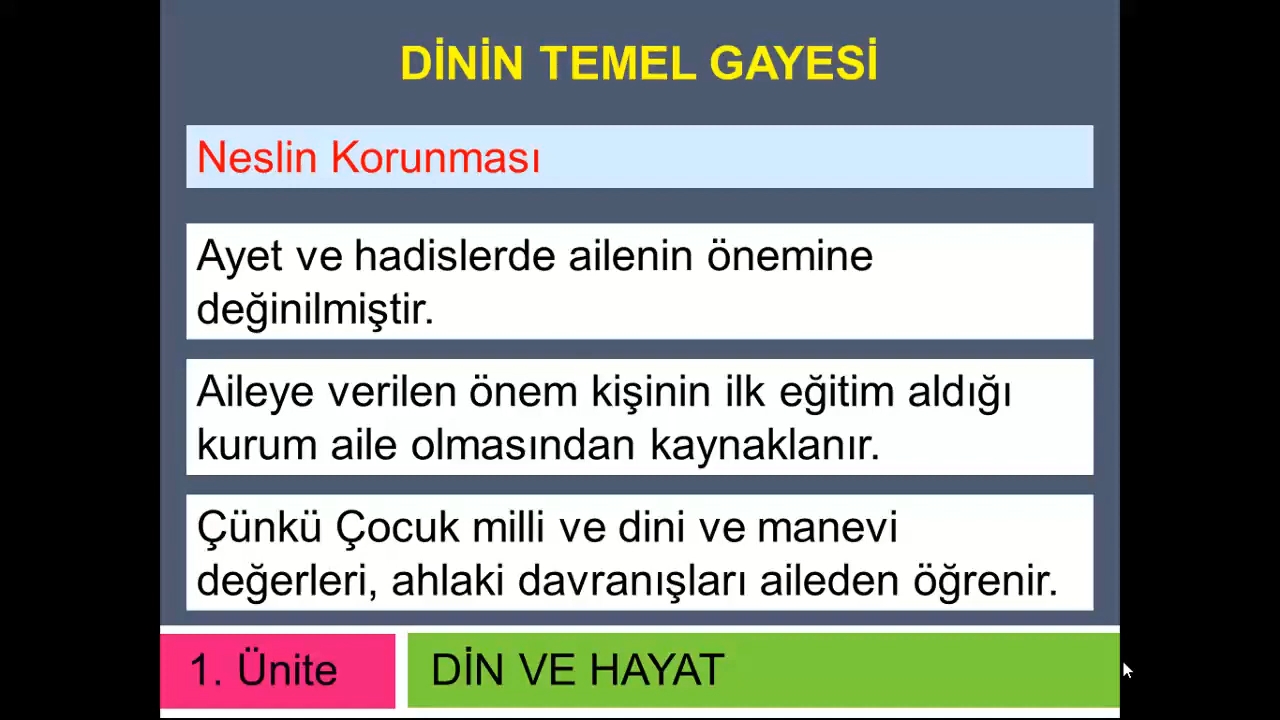 DİNİN TEMEL GAYESİ
Neslin Korunması
Ayet ve hadislerde ailenin önemine
değinilmiştir.
Aileye verilen önem kişinin ilk eğitim aldığı
kurum aile olmasından kaynaklanır.
Çünkü Çocuk milli ve dini ve manevi
değerleri, ahlaki davranışları aileden öğrenir.
1. Ünite
DİN VE HAYAT